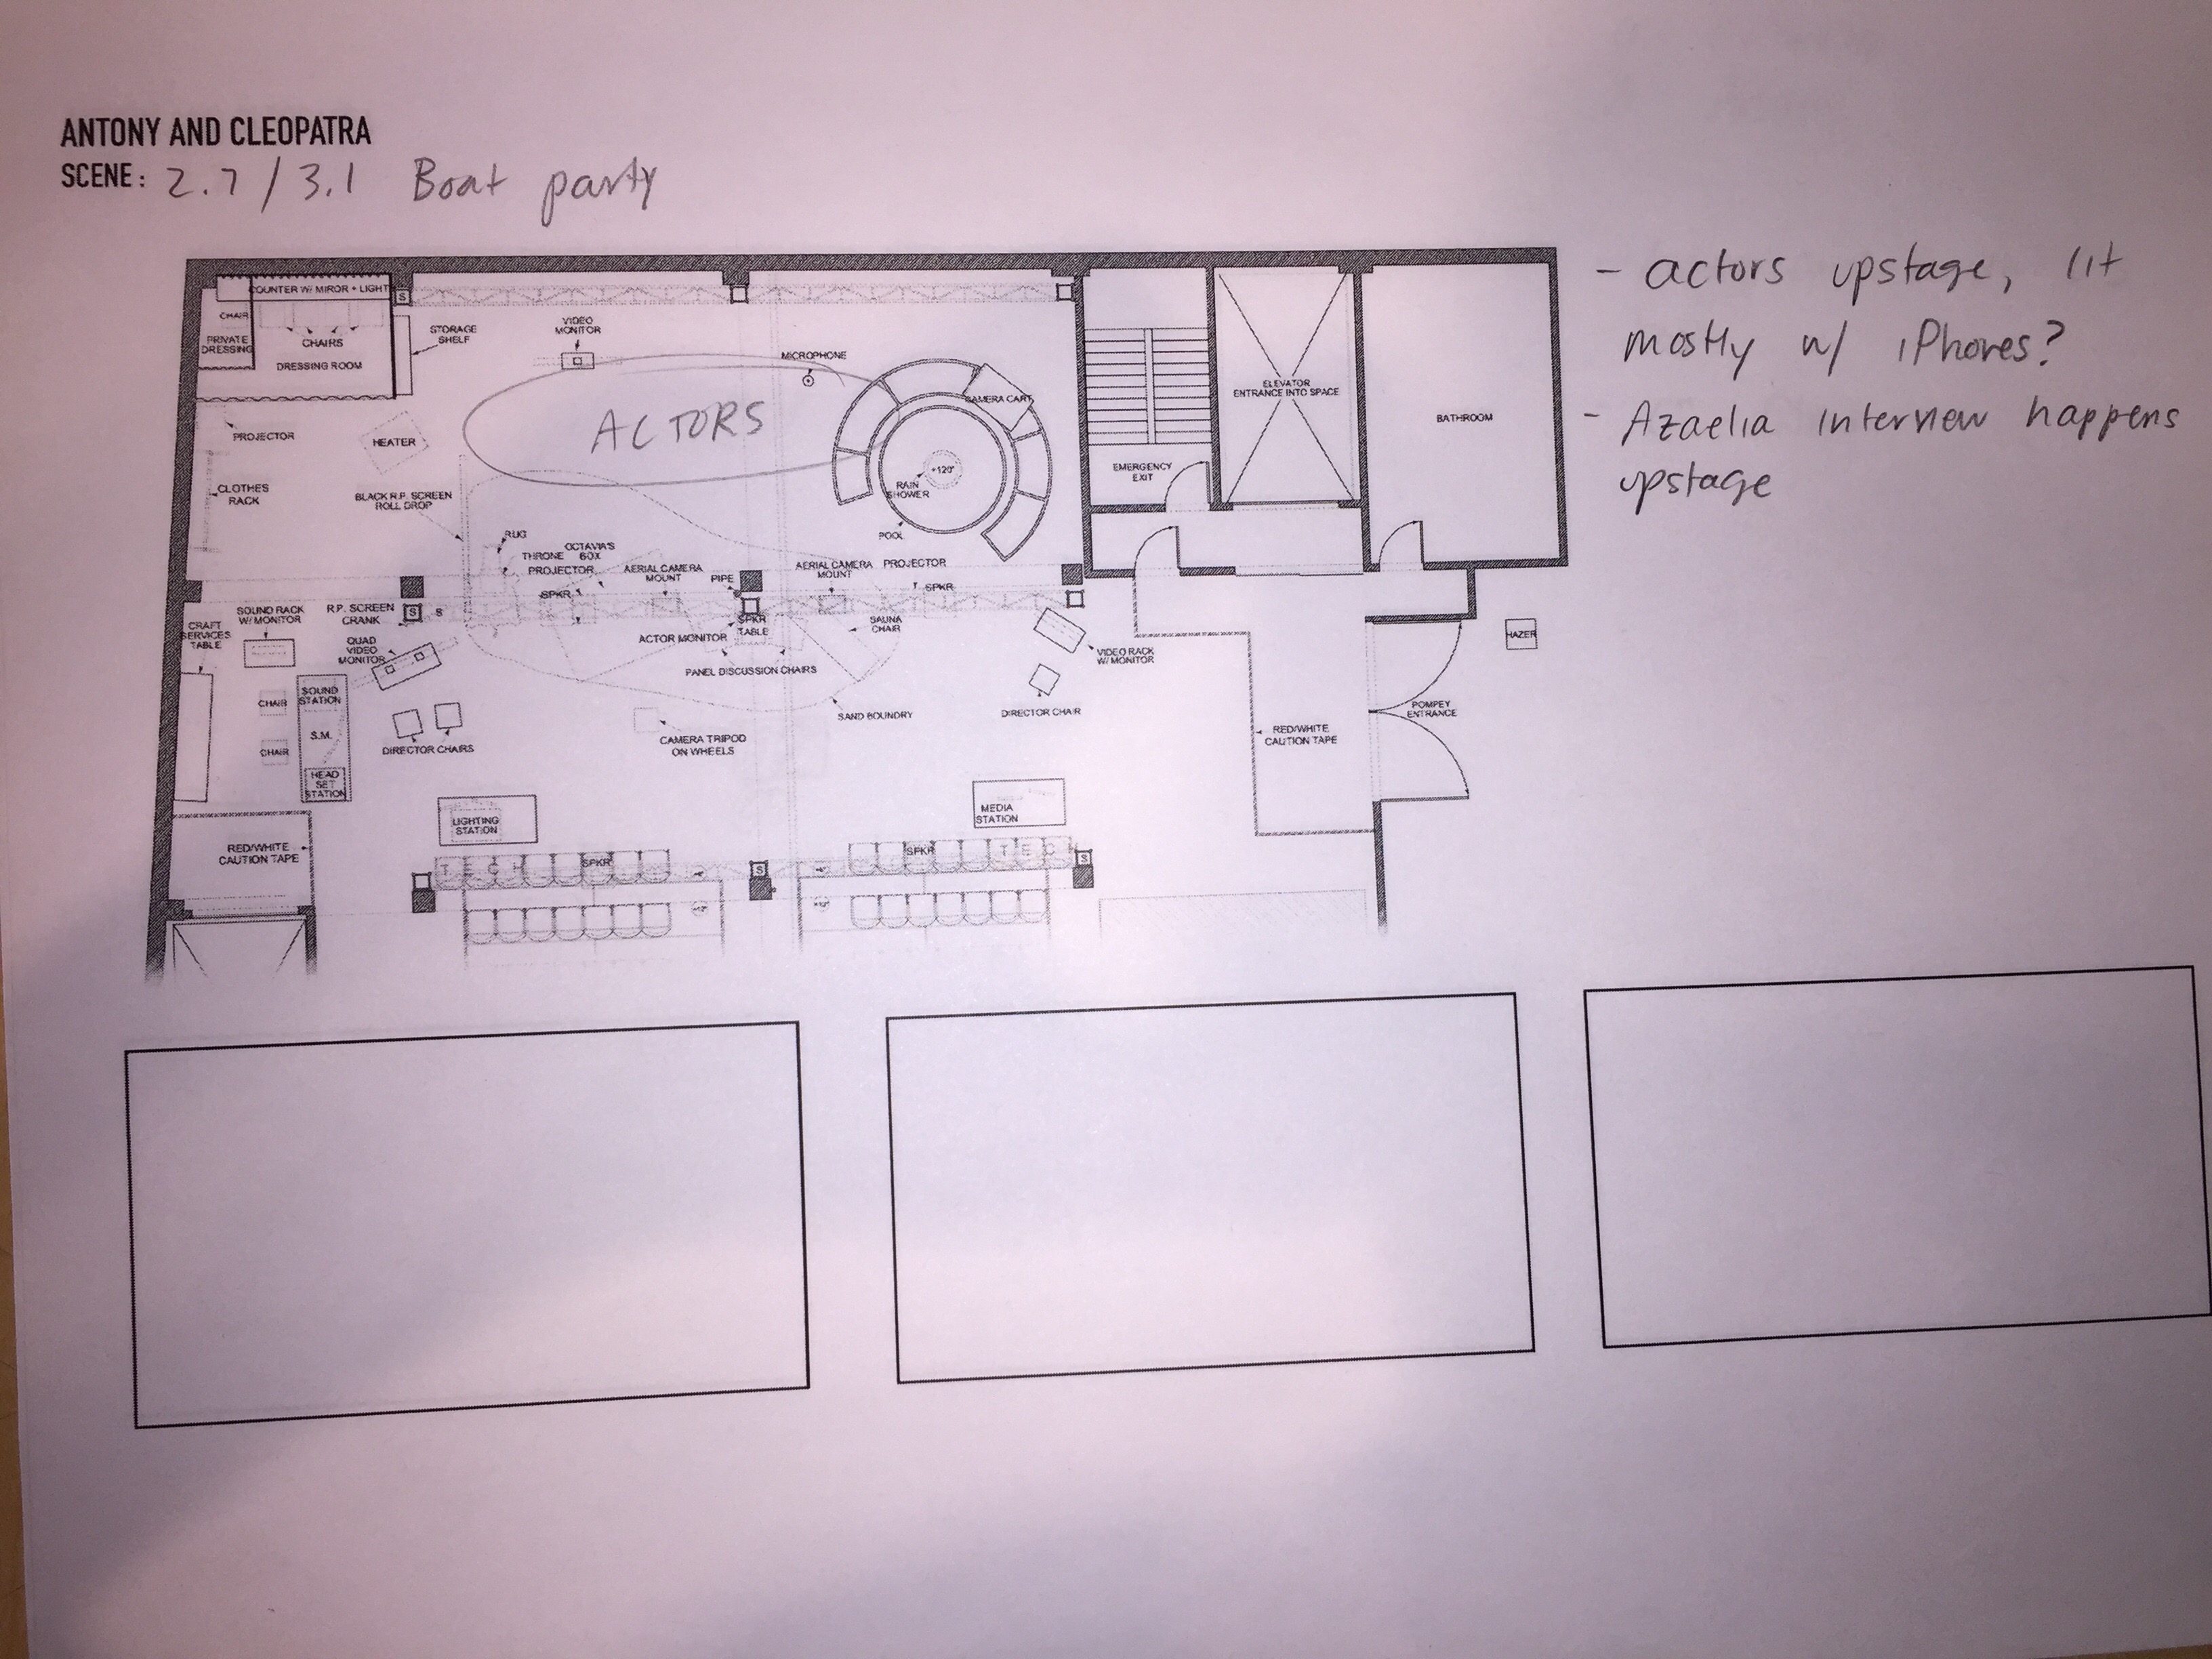 ANTONY AND CLEOPATRA
SCENE: 2.7 / 3.1 Boat party
- actors upstage, lit
mostly w/ iPhones?
- Azaelia interview happens
upstage
COUNTER W/ MIROR + LIGHT
S
CHAIR
PRIVATE
DRESSING
CHAIRS
DRESSING ROOM
STORAGE
SHELF
VIDEO
MONITOR
MICROPHONE
CAMERA CART
ELEVATOR
ENTRANCE INTO SPACE
BATHROOM
ACTORS
PROJECTOR
HEATER
+120"
RAIN
SHOWER
POOL
EMERGENCY
EXIT
CLOTHES
RACK
BLACK R.P. SCREEN
ROLL DROP
RUG
THRONE
OCTAVIA'S
BOX
PROJECTOR
AERIAL CAMERA
MOUNT
PIPE
AERIAL CAMERA
MOUNT
PROJECTOR
SPKR
SPKR
SOUND RACK
W/ MONITOR
R.P. SCREEN
CRANK
S
S
CRAFT
SERVICES
TABLE
QUAD
VIDEO
MONITOR
ACTOR MONITOR
SPKR
TABLE
SAUNA
CHAIR
PANEL DISCUSSION CHAIRS
VIDEO RACK
W/ MONITOR
HAZER
SOUND
STATION
CHAIR
S.M.
CHAIR
HEAD
SET
STATION
DIRECTOR CHAIRS
CAMERA TRIPOD
ON WHEELS
SAND BOUNDRY
DIRECTOR CHAIR
RED/WHITE
CAUTION TAPE
POMPEY
ENTRANCE
LIGHTING
STATION
MEDIA
STATION
RED/WHITE
CAUTION TAPE
TECH
SPKR
S
SPKR
TECH
S